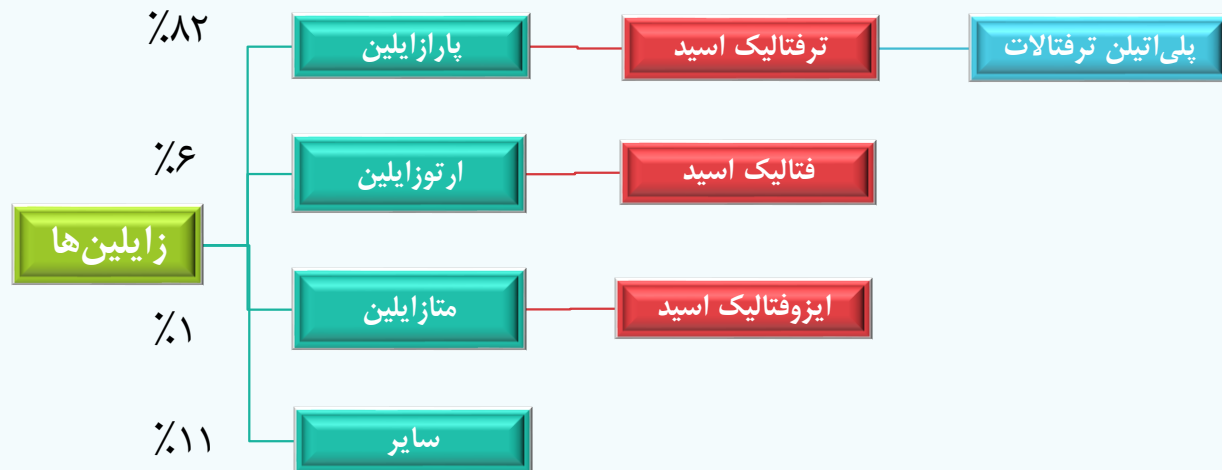 ٪۸۲
پارازایلین
ترفتالیک اسید
پلی‌اتیلن ترفتالات
٪۶
ارتوزایلین
فتالیک اسید
زایلین‌ها
٪۱
متازایلین
ایزوفتالیک اسید
٪۱۱
سایر